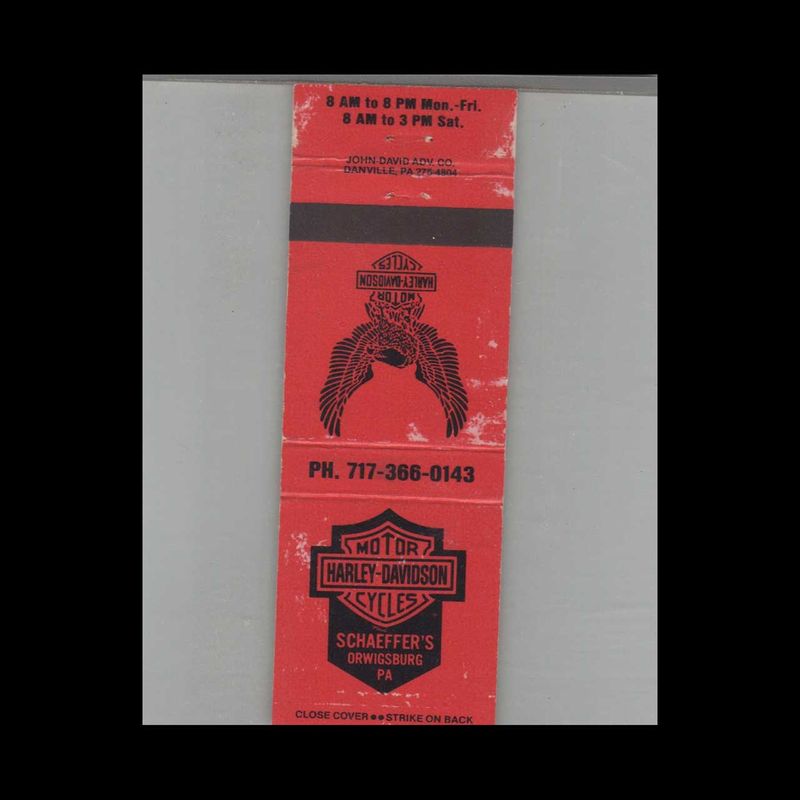 8 AM to 8 PM Mon.-Fri.
8 AM to 3 PM Sat.
JOHN DAVID ADV. CO.
DANVILLE, PA 275-4804
MOTOR
HARLEY-DAVIDSON
CYCLES
PH. 717-366-0143
MOTOR
HARLEY-DAVIDSON
CYCLES
SCHAEFFER'S
ORWIGSBURG
PA
CLOSE COVER ●● STRIKE ON BACK